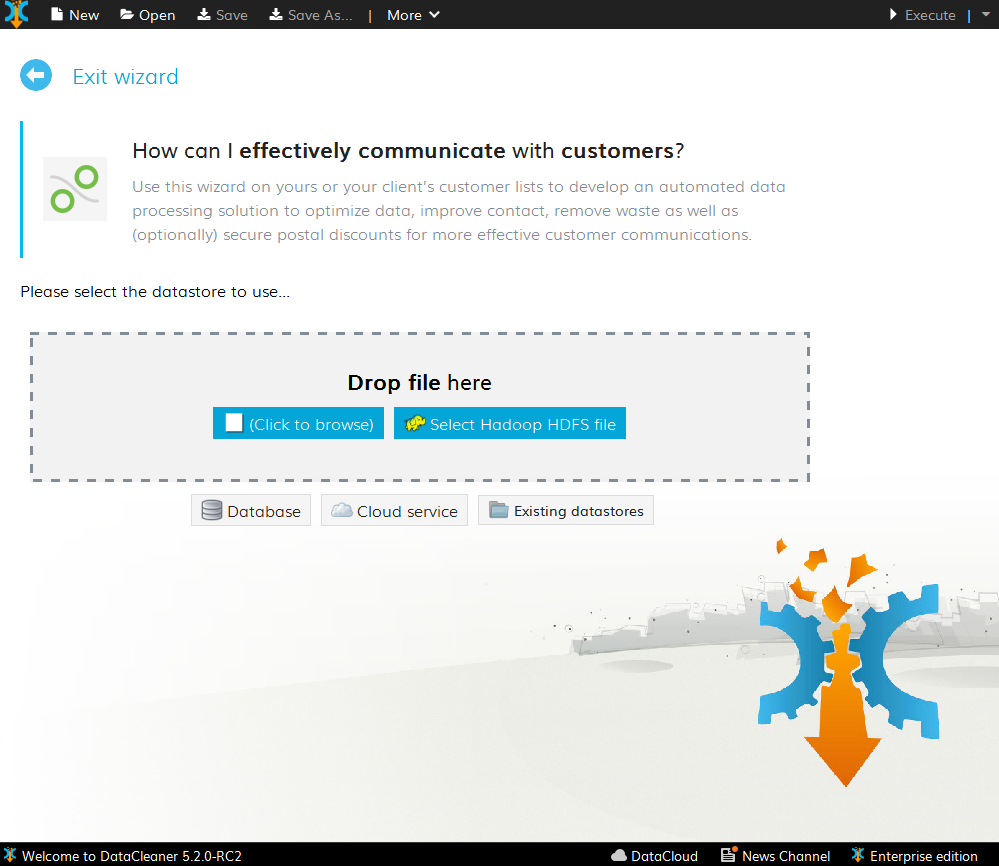 New Open Save Save As... | More Execute |
Exit wizard
How can I effectively communicate with customers?
Use this wizard on yours or your client's customer lists to develop an automated data
processing solution to optimize data, improve contact, remove waste as well as
(optionally) secure postal discounts for more effective customer communications.
Please select the datastore to use...
Drop file here
(Click to browse) Select Hadoop HDFS file
Database Cloud service Existing datastores
Welcome to DataCleaner 5.2.0-RC2 DataCloud News Channel Enterprise edition